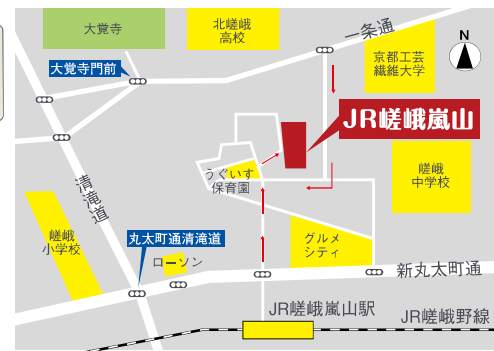 大覚寺
北嵯峨
高校
一条通
京都工芸
繊維大学
N
大覚寺門前
JR嵯峨嵐山
うぐいす
保育園
嵯峨
中学校
清滝道
嵯峨
小学校
丸太町通清滝道
グルメ
シティ
ローソン
新丸太町通
JR嵯峨嵐山駅
JR嵯峨野線